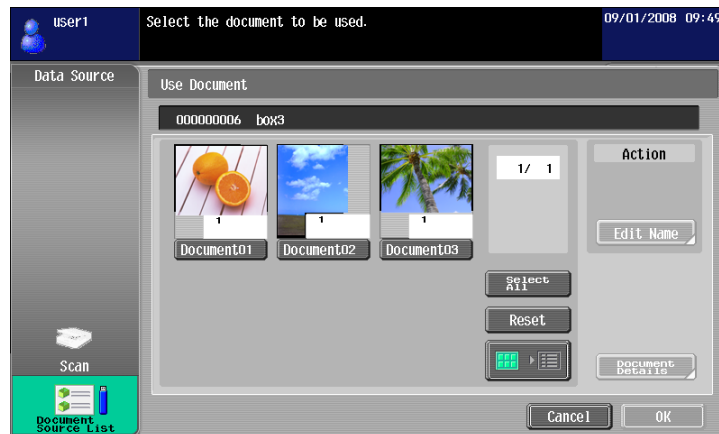 user1
Select the document to be used.
09/01/2008 09:49
Data Source
Use Document
000000006 box3
1
1
1
1/ 1
Document01
Document02
Document03
Action
Edit Name
Select
All
Reset
Document
Details
Scan
Document
Source List
Cancel
OK